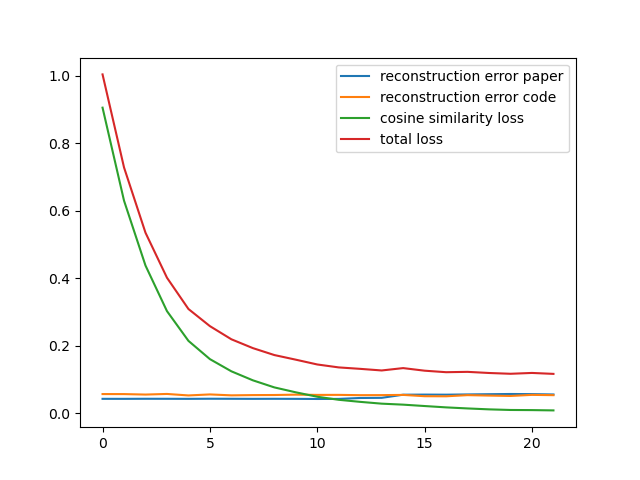 reconstruction error paper
reconstruction error code
cosine similarity loss
total loss
1.0
0.8
0.6
0.4
0.2
0.0
0 5 10 15 20